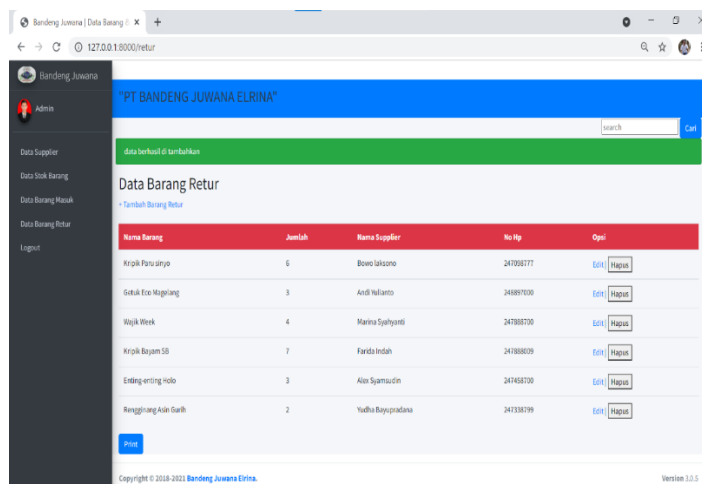 Bandeng Juwana | Data Barang
127.0.0.1:8000/retur
Bandeng Juwana
Admin
Data Supplier
Data Stok Barang
Data Barang Masuk
Data Barang Retur
Logout
"PT BANDENG JUWANA ELRINA"
search Cari
data berhasil di tambahkan
Data Barang Retur
+ Tambah Barang Retur
Nama Barang Jumlah Nama Supplier No Hp Opsi
Kripik Paru sinyo 6 Bowo laksono 247098777 Edit | Hapus
Getuk Eco Magelang 3 Andi Yulianto 248897000 Edit | Hapus
Wajik Week 4 Marina Syahyanti 247888700 Edit | Hapus
Kripik Bayam SB 7 Farida Indah 247888009 Edit | Hapus
Enting-enting Holo 3 Alex Syamsudin 247458700 Edit | Hapus
Rengginang Asin Gurih 2 Yudha Bayupradana 247338799 Edit | Hapus
Print
Copyright © 2018-2021 Bandeng Juwana Elrina. Version 3.0.5